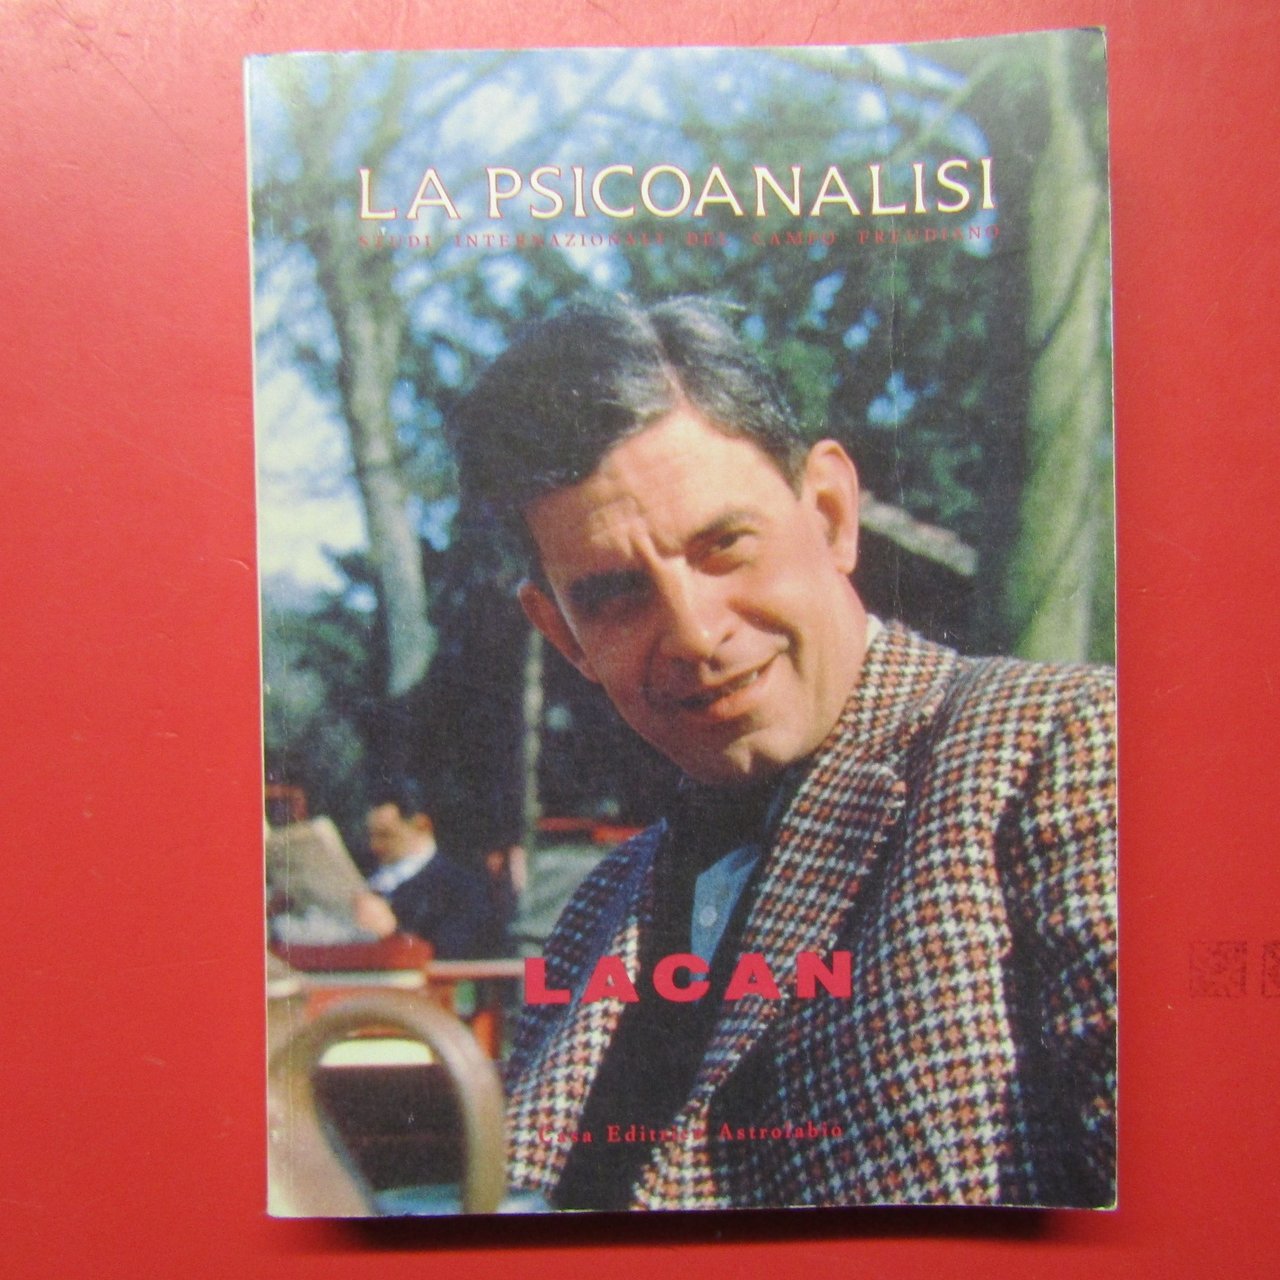 LA PSICOANALISI
STUDI INTERNAZIONALI DEL CAMPO FREUDIANO
LACAN
Casa Editrice Astrolabio